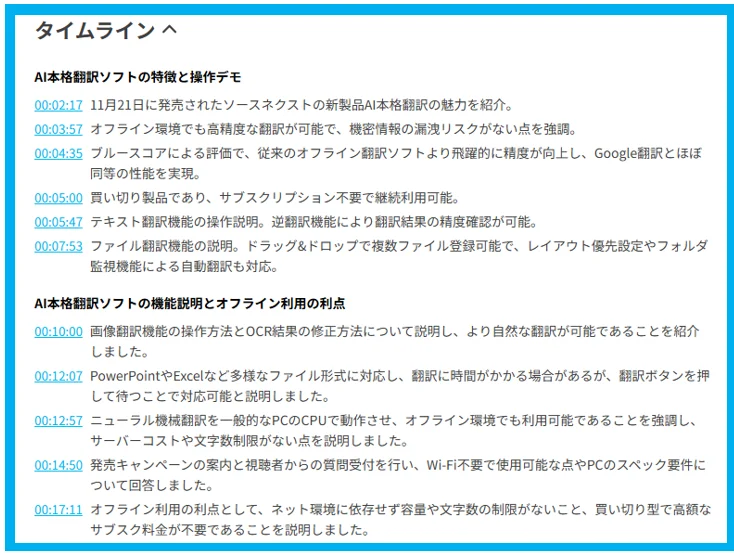 タイムライン ^
AI本格翻訳ソフトの特徴と操作デモ
00:02:17 11月21日に発売されたソースネクストの新製品AI本格翻訳の魅力を紹介。
00:03:57 オフライン環境でも高精度な翻訳が可能で、機密情報の漏洩リスクがない点を強調。
00:04:35 ブルースコアによる評価で、従来のオフライン翻訳ソフトより飛躍的に精度が向上し、Google翻訳とほぼ
同等の性能を実現。
00:05:00 買い切り製品であり、サブスクリプション不要で継続利用可能。
00:05:47 テキスト翻訳機能の操作説明。逆翻訳機能により翻訳結果の精度確認が可能。
00:07:53 ファイル翻訳機能の説明。ドラッグ&ドロップで複数ファイル登録可能で、レイアウト優先設定やフォルダ
監視機能による自動翻訳も対応。
AI本格翻訳ソフトの機能説明とオフライン利用の利点
00:10:00 画像翻訳機能の操作方法とOCR結果の修正方法について説明し、より自然な翻訳が可能であることを紹介
しました。
00:12:07 PowerPointやExcelなど多様なファイル形式に対応し、翻訳に時間がかかる場合があるが、翻訳ボタンを押
して待つことで対応可能と説明しました。
00:12:57 ニューラル機械翻訳を一般的なPCのCPUで動作させ、オフライン環境でも利用可能であることを強調し、
サーバーコストや文字数制限がない点を説明しました。
00:14:50 発売キャンペーンの案内と視聴者からの質問受付を行い、Wi-Fi不要で使用可能な点やPCのスペック要件に
ついて回答しました。
00:17:11 オフライン利用の利点として、ネット環境に依存せず容量や文字数の制限がないこと、買い切り型で高額な
サブスク料金が不要であることを説明しました。